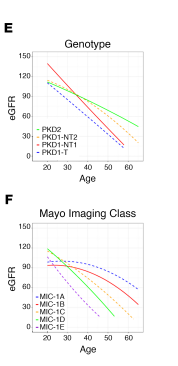 E
Genotype
150
120
90
60
30
0
eGFR
PKD2
PKD1-NT2
PKD1-NT1
PKD1-T
20 30 40 50 60
Age
F
Mayo Imaging Class
150
120
90
60
30
0
eGFR
MIC-1A
MIC-1B
MIC-1C
MIC-1D
MIC-1E
20 30 40 50 60
Age